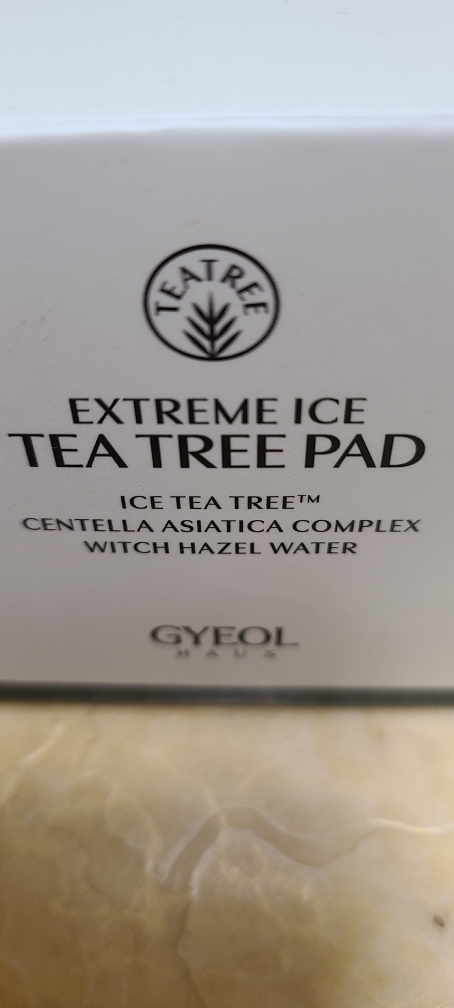 TEATREE
EXTREME ICE
TEA TREE PAD
ICE TEA TREE™
CENTELLA ASIATICA COMPLEX
WITCH HAZEL WATER
GYEOL
HAUS